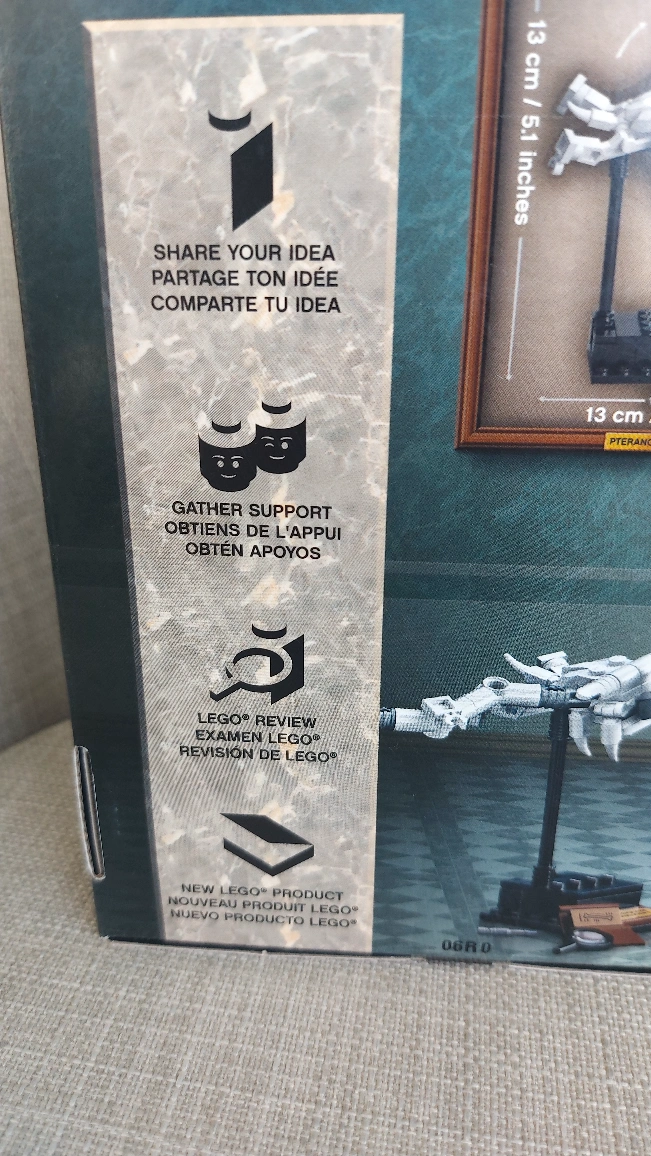 SHARE YOUR IDEA
PARTAGE TON IDÉE
COMPARTE TU IDEA
GATHER SUPPORT
OBTIENS DE L'APPUI
OBTÉN APOYOS
LEGO® REVIEW
EXAMEN LEGO®
REVISIÓN DE LEGO®
NEW LEGO® PRODUCT
NOUVEAU PRODUIT LEGO®
NUEVO PRODUCTO LEGO®
13 cm / 5.1 inches
13 cm
PTERANO
06R0